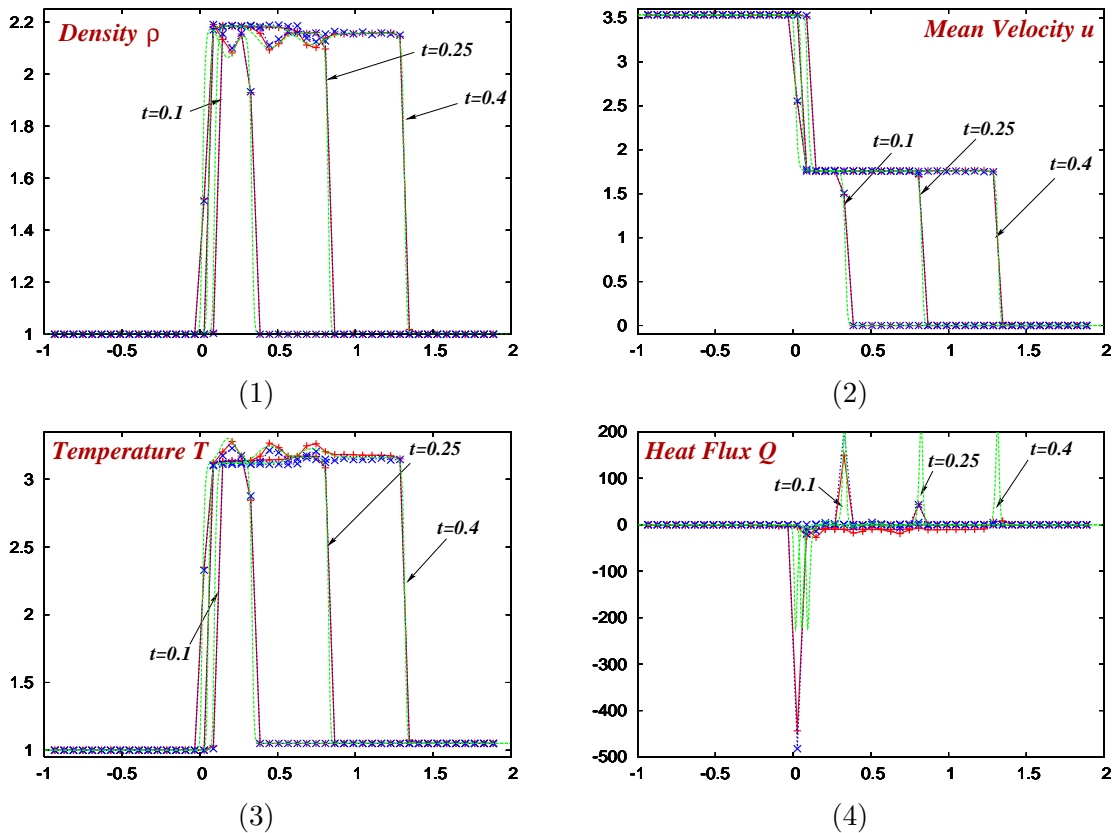 Density ρ
2.2
2
1.8
1.6
1.4
1.2
1
t=0.1
t=0.25
t=0.4
-1 -0.5 0 0.5 1 1.5 2
(1)
Mean Velocity u
3.5
3
2.5
2
1.5
1
0.5
0
t=0.1
t=0.25
t=0.4
-1 -0.5 0 0.5 1 1.5 2
(2)
Temperature T
3
2.5
2
1.5
1
t=0.25
t=0.4
t=0.1
-1 -0.5 0 0.5 1 1.5 2
(3)
Heat Flux Q
200
100
0
-100
-200
-300
-400
-500
t=0.1
t=0.25
t=0.4
-1 -0.5 0 0.5 1 1.5 2
(4)